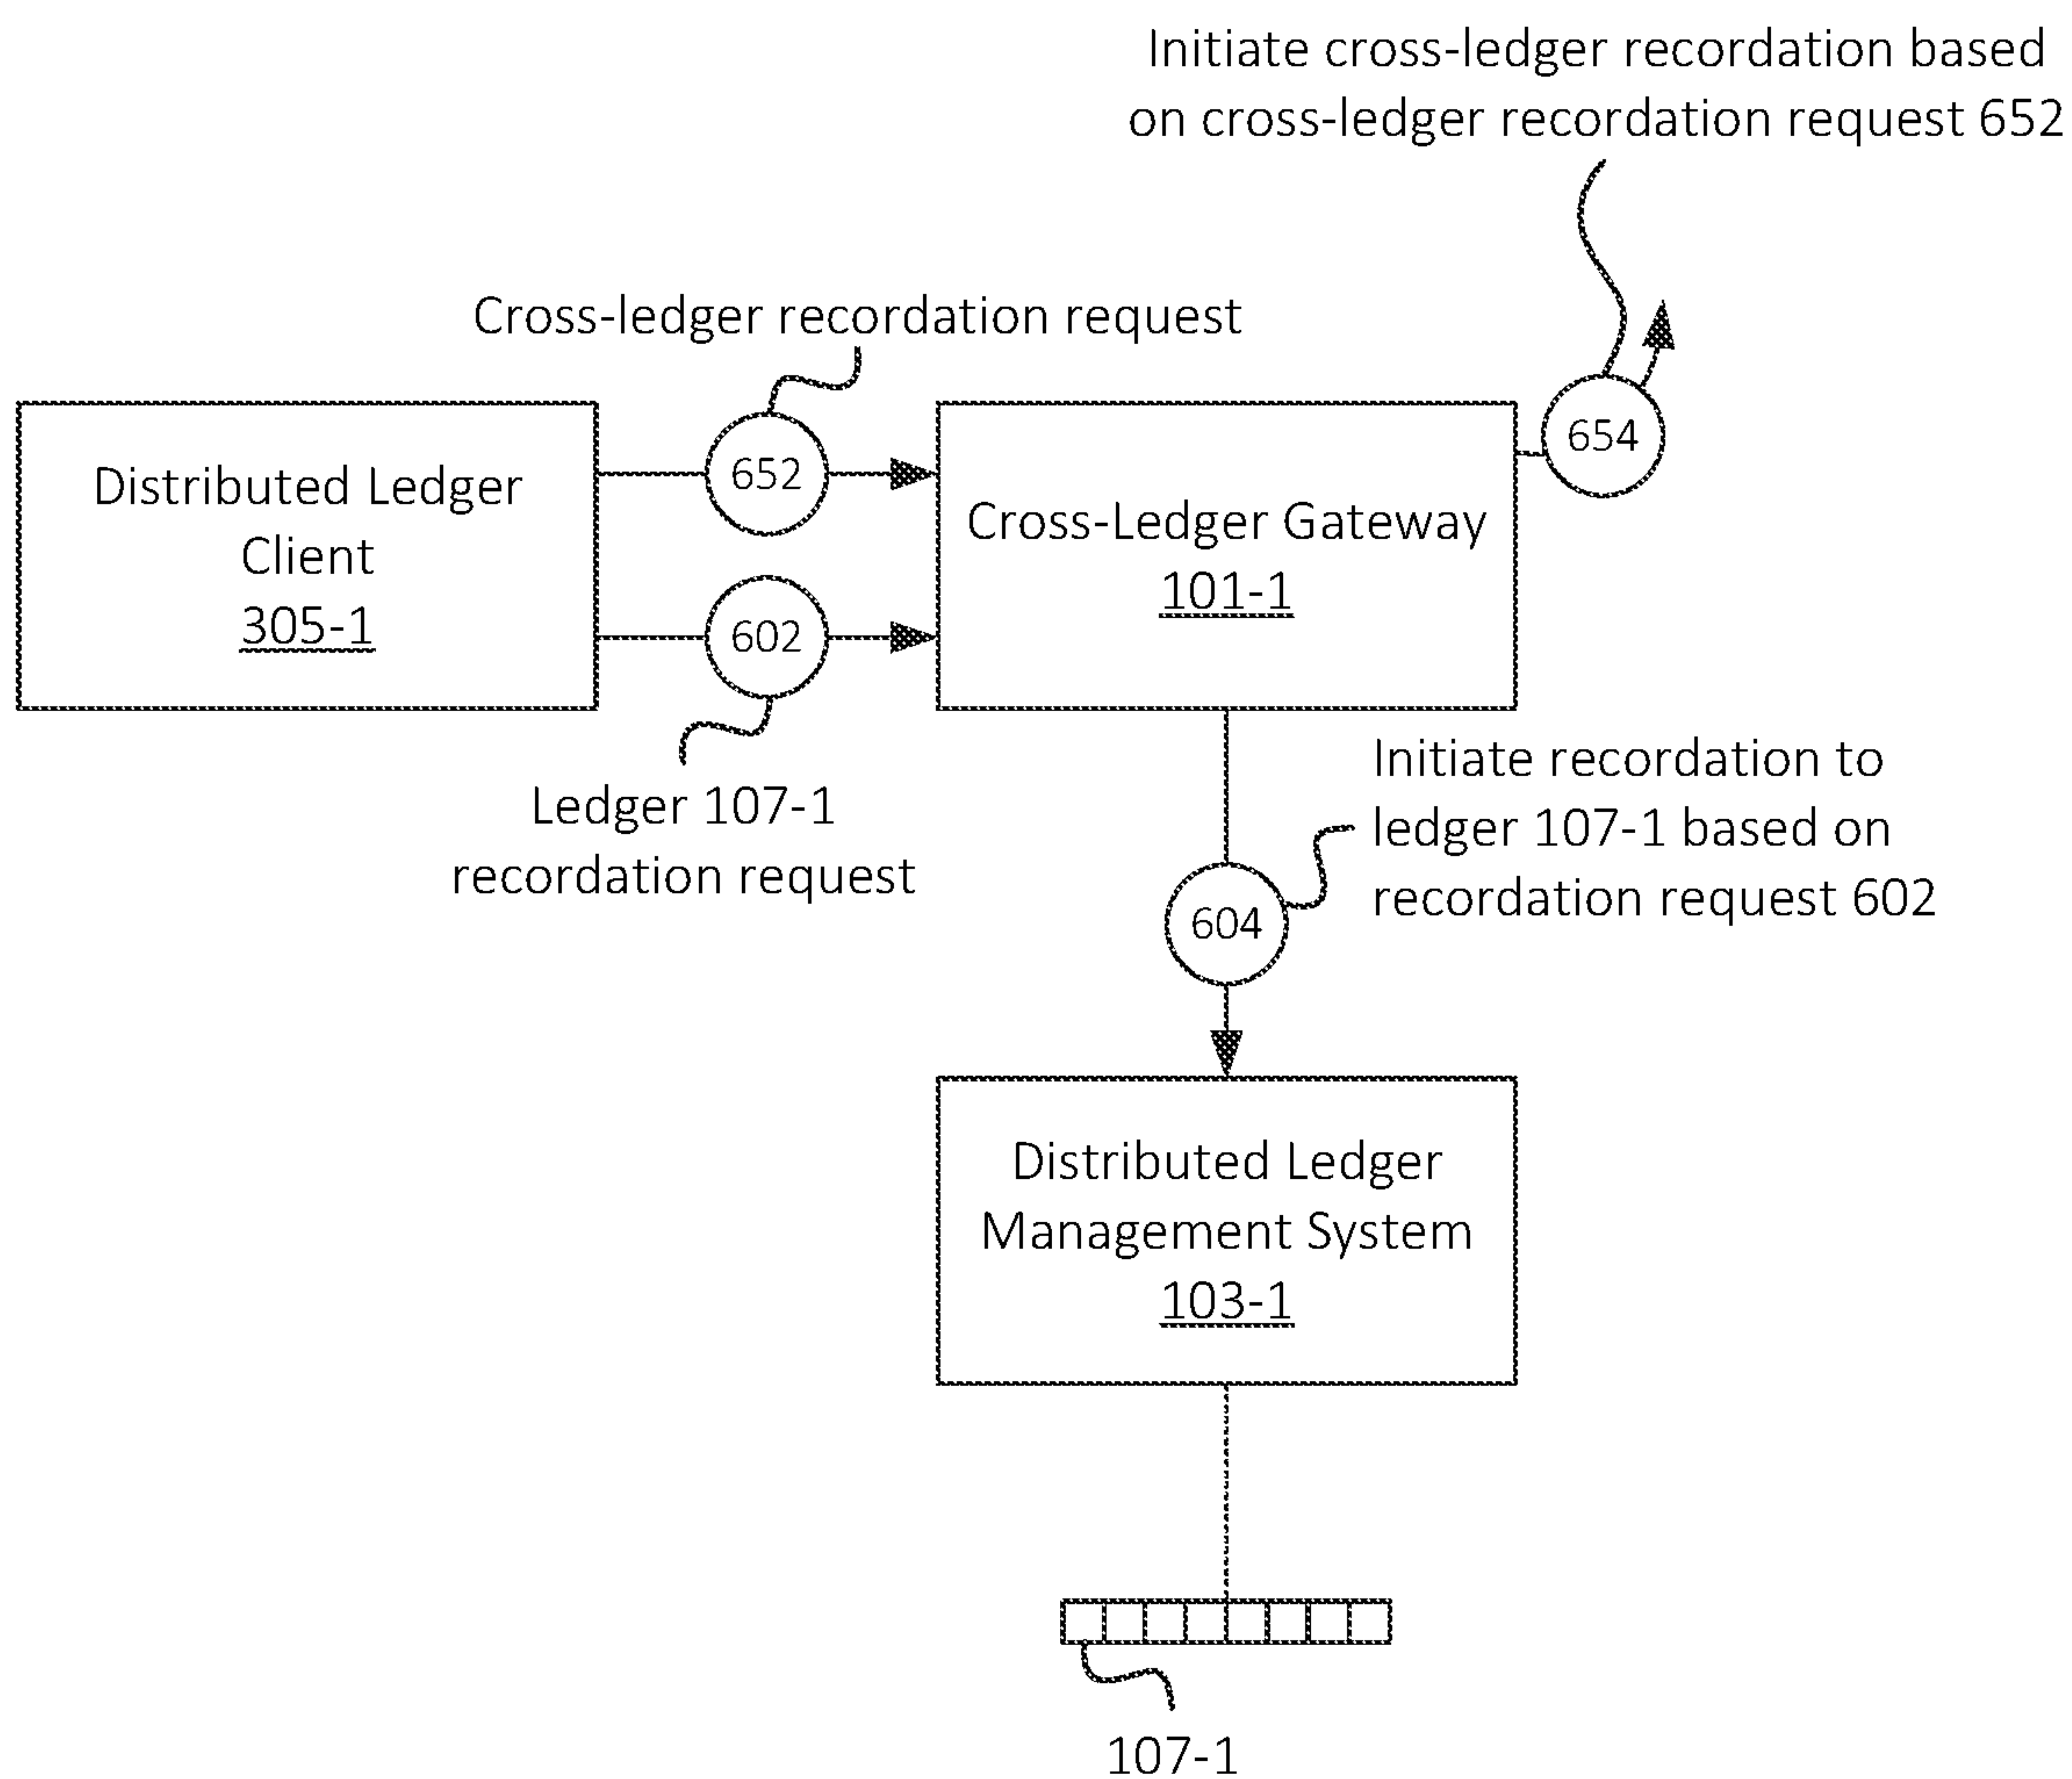 Initiate cross-ledger recordation based
on cross-ledger recordation request 652
Cross-ledger recordation request
654
652
Distributed Ledger
Client
305-1
Cross-Ledger Gateway
101-1
602
Ledger 107-1
recordation request
Initiate recordation to
ledger 107-1 based on
recordation request 602
604
Distributed Ledger
Management System
103-1
107-1